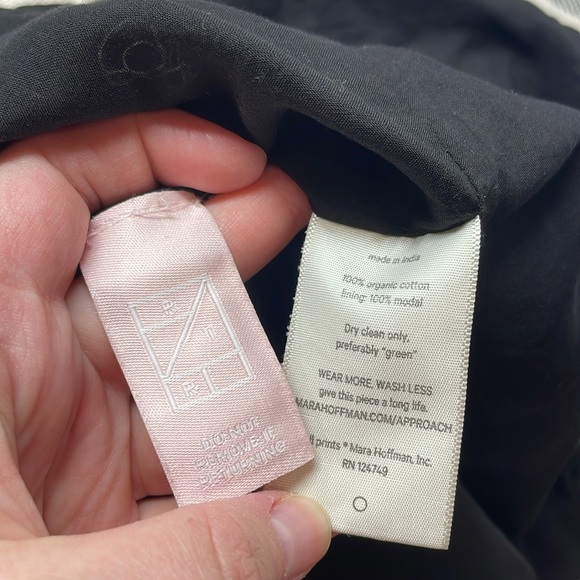 R
T
R
DO NOT
REMOVE IF
RETURNING
made in india
100% organic cotton
lining: 100% modal
Dry clean only,
preferably "green"
WEAR MORE. WASH LESS
give this piece a long life.
MARAHOFFMAN.COM/APPROACH
prints ® Mara Hoffman, Inc.
RN 124749